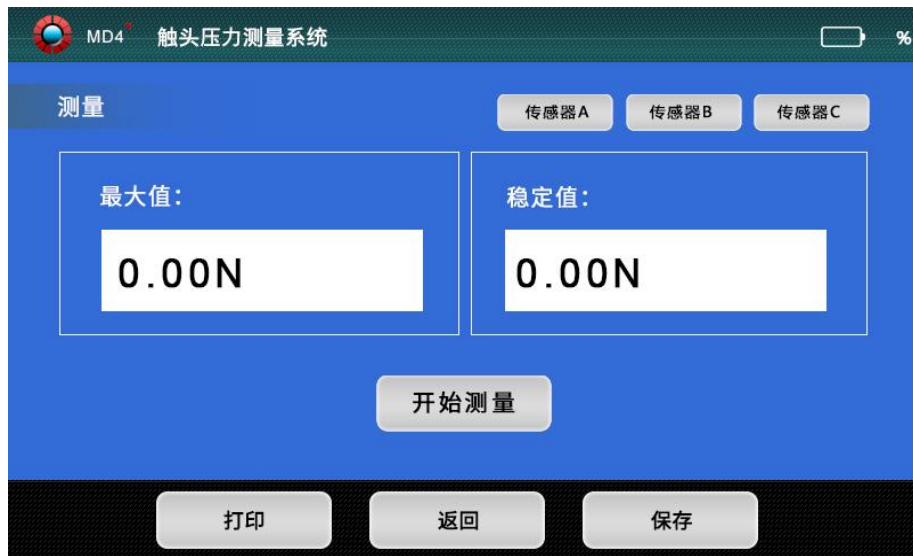 MD4 触头压力测量系统 %
测量 传感器A 传感器B 传感器C
最大值: 稳定值:
0.00N 0.00N
开始测量
打印 返回 保存